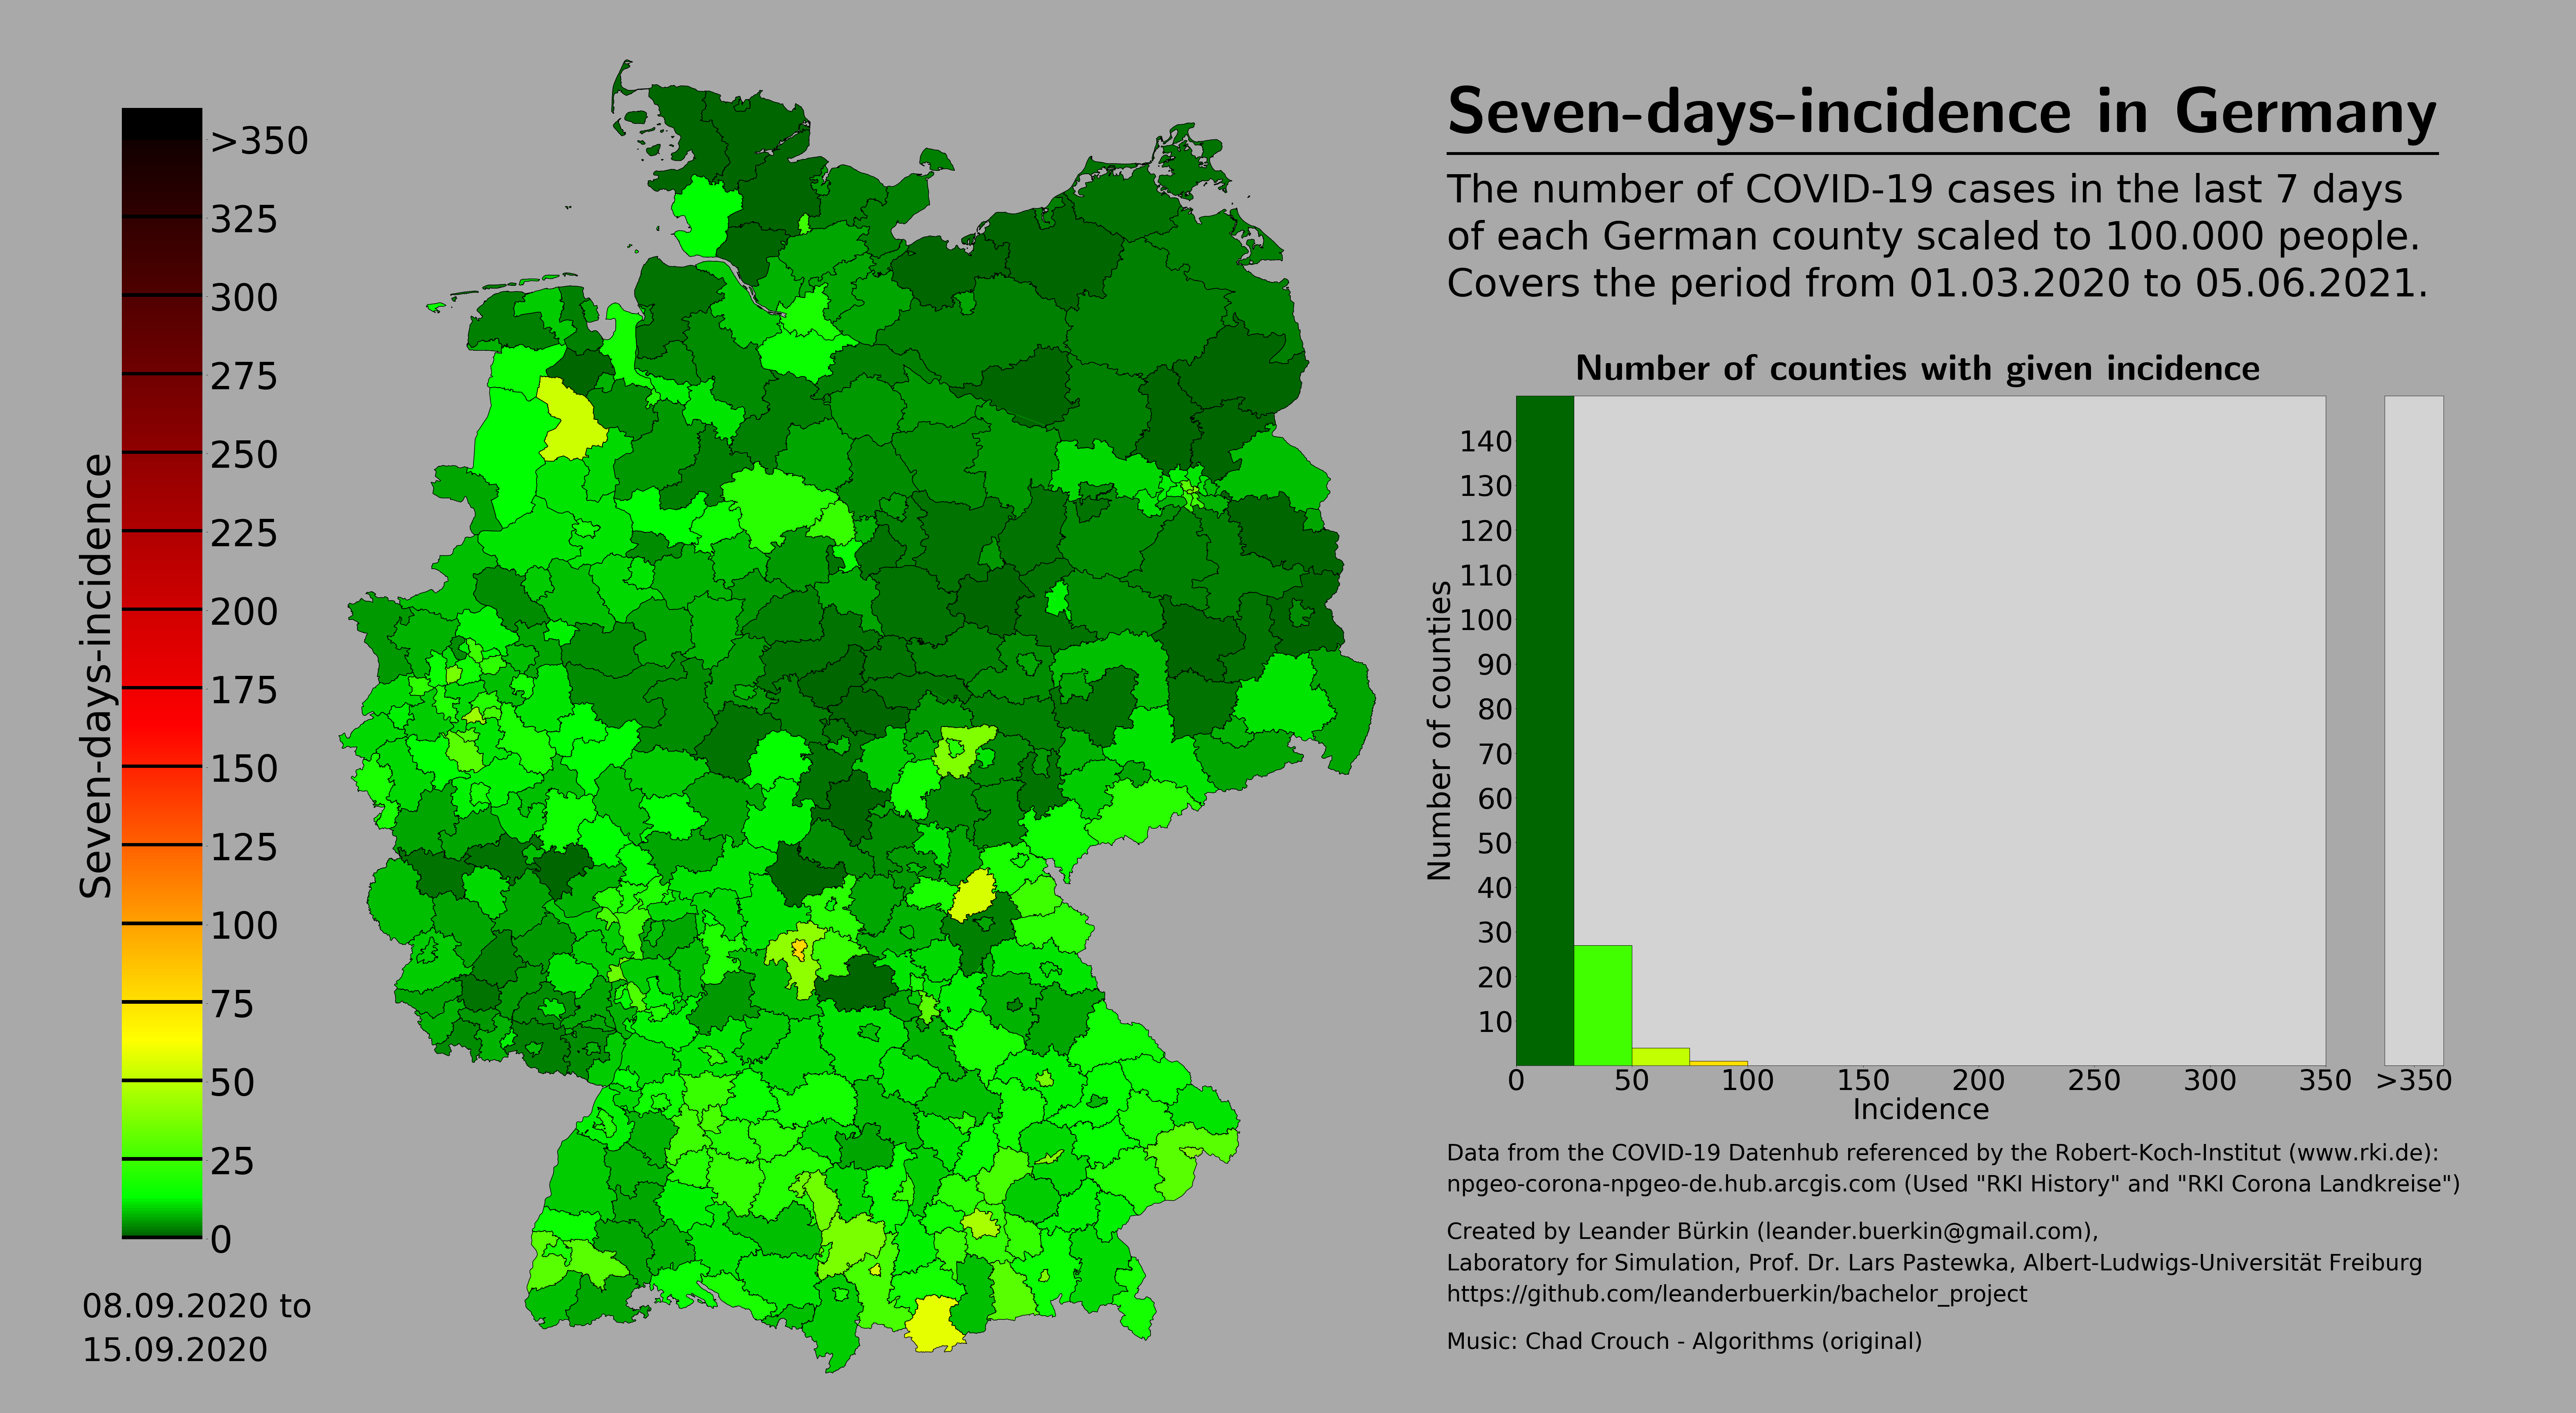 Seven-days-incidence in Germany
The number of COVID-19 cases in the last 7 days
of each German county scaled to 100.000 people.
Covers the period from 01.03.2020 to 05.06.2021.
Seven-days-incidence
>350
325
300
275
250
225
200
175
150
125
100
75
50
25
0
08.09.2020 to
15.09.2020
Number of counties with given incidence
Number of counties
140
130
120
110
100
90
80
70
60
50
40
30
20
10
0 50 100 150 200 250 300 350 >350
Incidence
Data from the COVID-19 Datenhub referenced by the Robert-Koch-Institut (www.rki.de):
npgeo-corona-npgeo-de.hub.arcgis.com (Used "RKI History" and "RKI Corona Landkreise")
Created by Leander Bürkin (leander.buerkin@gmail.com),
Laboratory for Simulation, Prof. Dr. Lars Pastewka, Albert-Ludwigs-Universität Freiburg
https://github.com/leanderbuerkin/bachelor_project
Music: Chad Crouch - Algorithms (original)